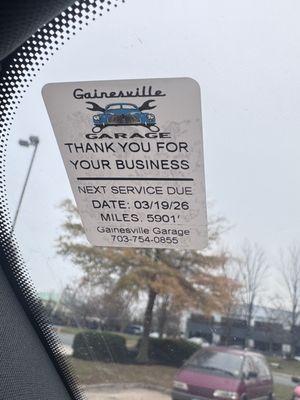 Gainesville
GARAGE
THANK YOU FOR
YOUR BUSINESS
NEXT SERVICE DUE
DATE: 03/19/26
MILES. 5901'
Gainesville Garage
703-754-0855